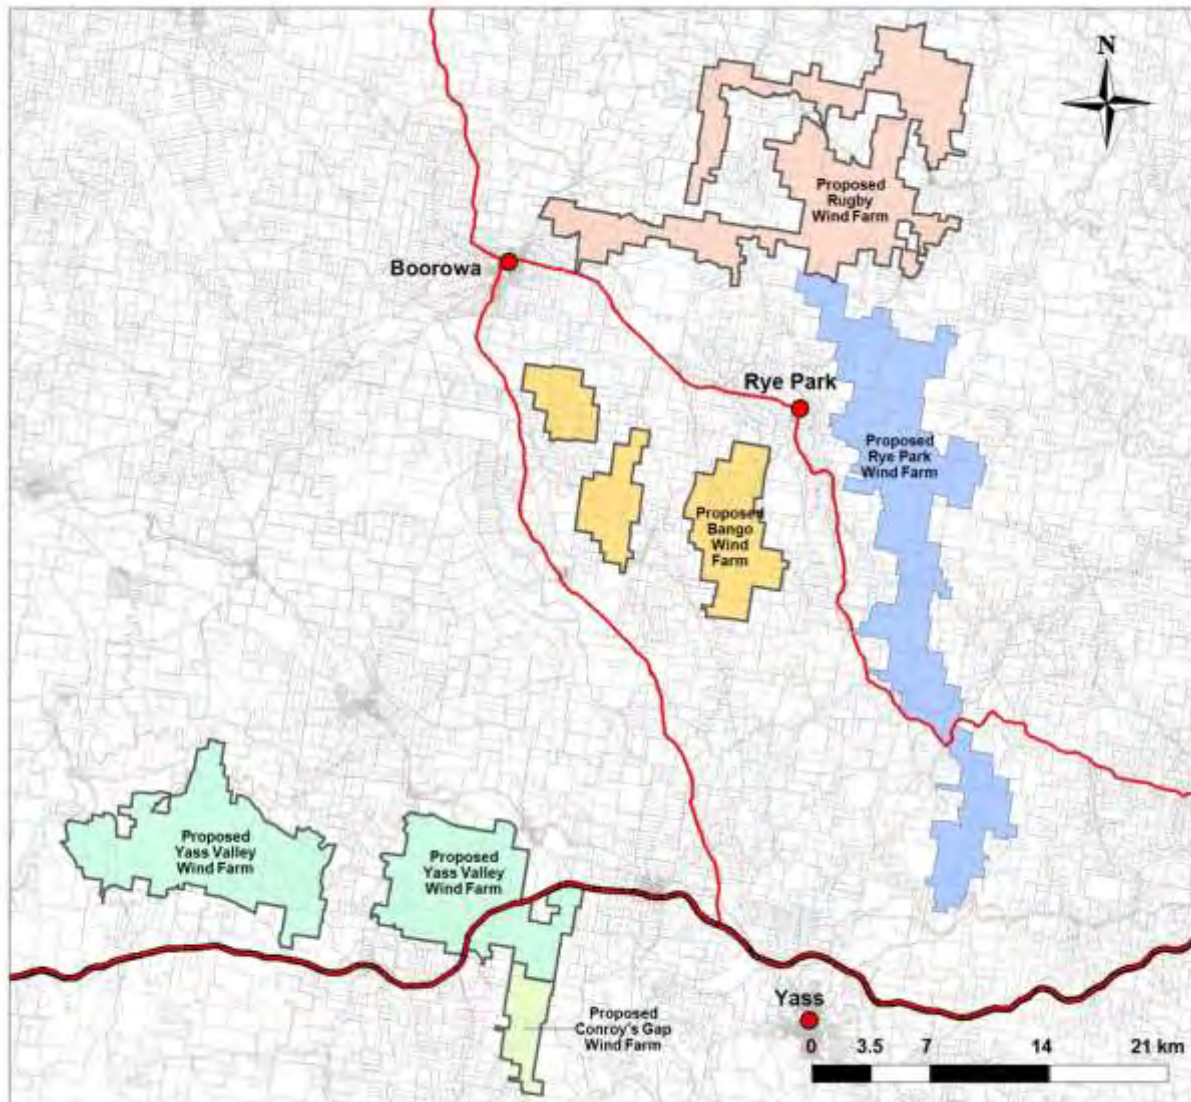 N
Proposed
Rugby
Wind Farm
Boorowa
Rye Park
Proposed
Rye Park
Wind Farm
Proposed
Bango
Wind
Farm
Proposed
Yass Valley
Wind Farm
Proposed
Yass Valley
Wind Farm
Proposed
Conroy's Gap
Wind Farm
Yass
0 3.5 7 14 21 km